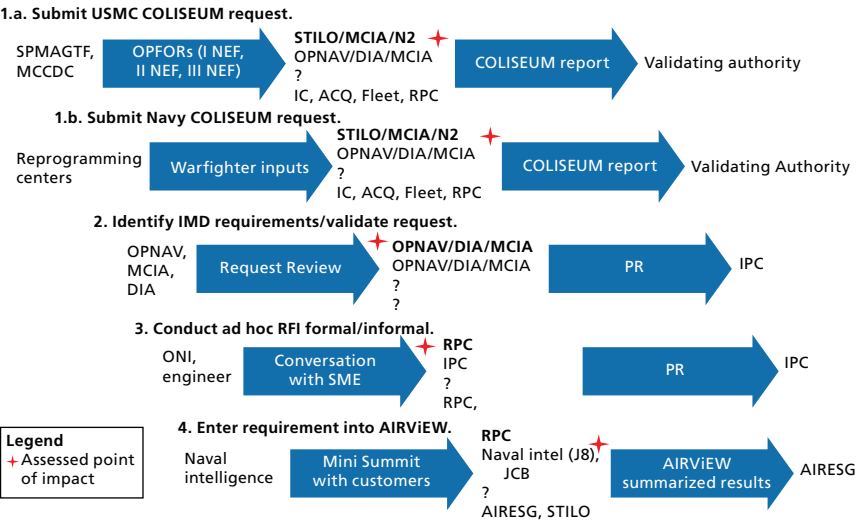 1.a. Submit USMC COLISEUM request.
SPMAGTF,
MCCDC
OPFORs (I NEF,
II NEF, III NEF)
STILO/MCIA/N2
OPNAV/DIA/MCIA
?
IC, ACQ, Fleet, RPC
COLISEUM report
Validating authority
1.b. Submit Navy COLISEUM request.
Reprogramming
centers
Warfighter inputs
STILO/MCIA/N2
OPNAV/DIA/MCIA
?
IC, ACQ, Fleet, RPC
COLISEUM report
Validating Authority
2. Identify IMD requirements/validate request.
OPNAV,
MCIA,
DIA
Request Review
OPNAV/DIA/MCIA
OPNAV/DIA/MCIA
?
?
PR
IPC
3. Conduct ad hoc RFI formal/informal.
ONI,
engineer
Conversation
with SME
RPC
IPC
?
RPC,
PR
IPC
4. Enter requirement into AIRViEW.
Naval
intelligence
Mini Summit
with customers
RPC
Naval intel (J8),
JCB
?
AIRESG, STILO
AIRViEW
summarized results
AIRESG
Legend
Assessed point
of impact